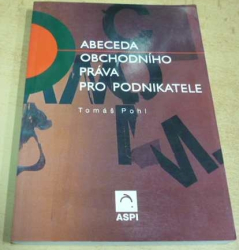 ABECEDA
OBCHODNÍHO
PRÁVA
PRO PODNIKATELE
Tomáš Pohl
ASPI